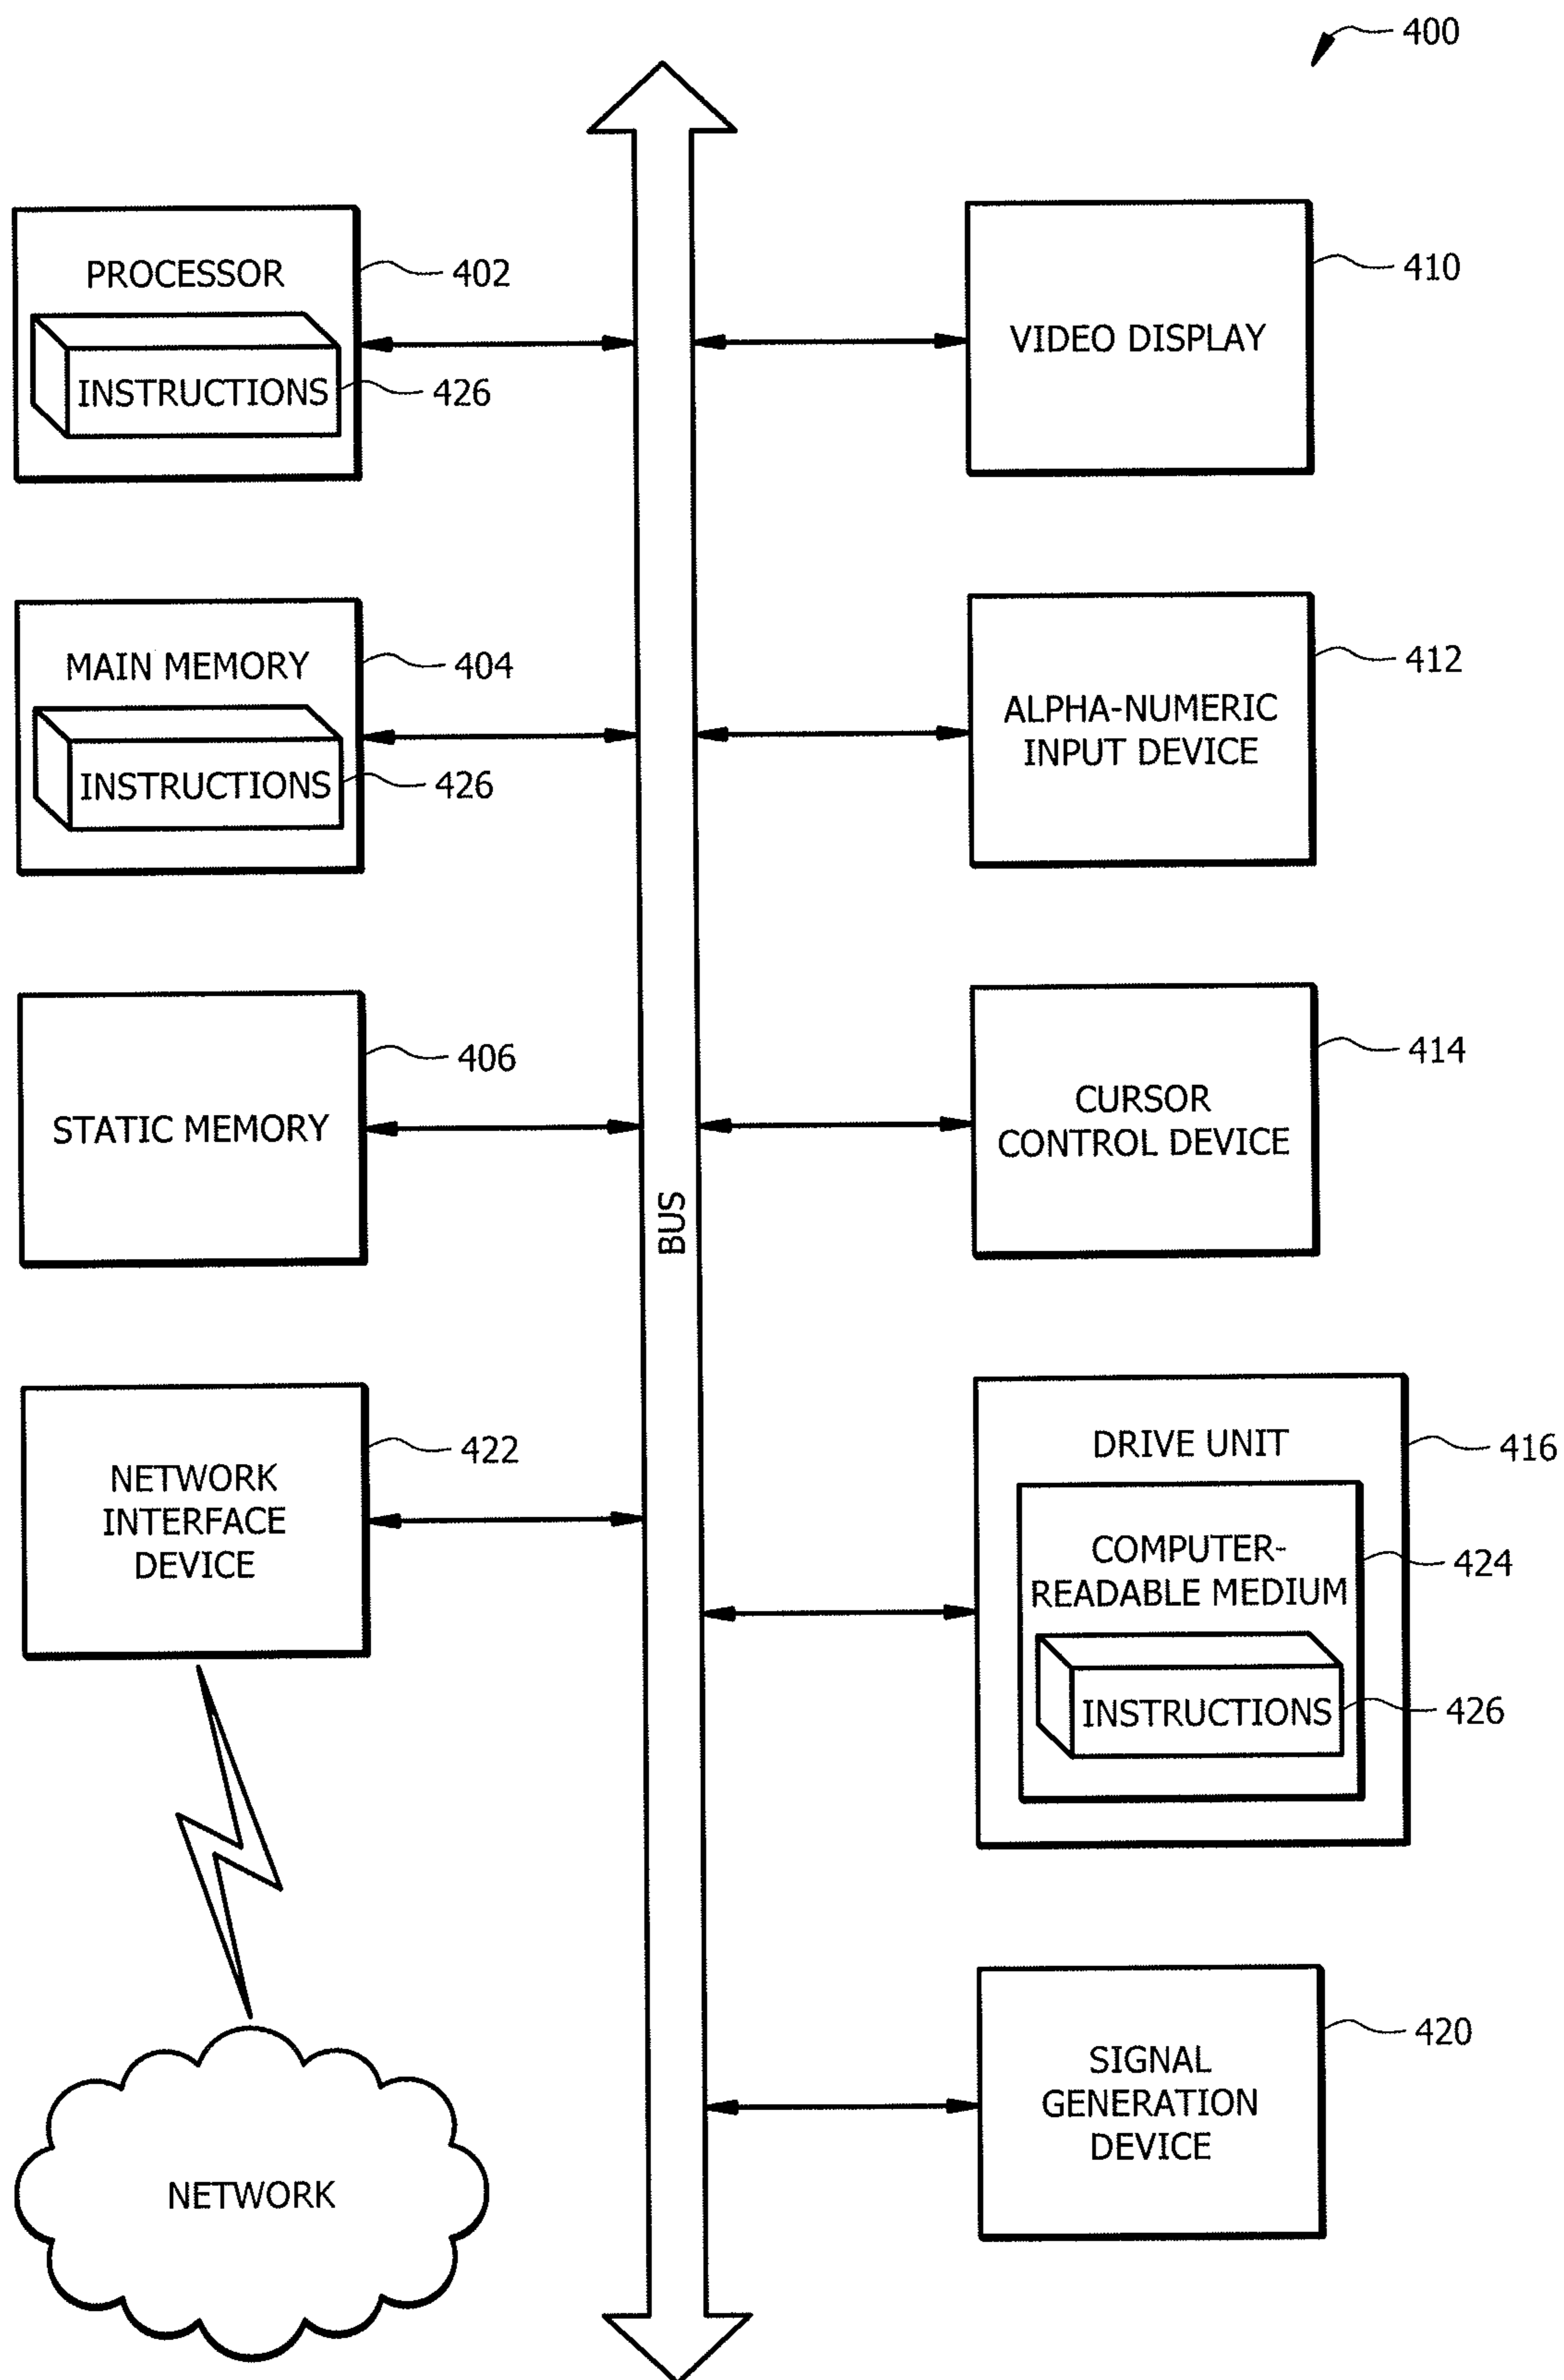 400
PROCESSOR
402
INSTRUCTIONS
426
MAIN MEMORY
404
INSTRUCTIONS
426
STATIC MEMORY
406
NETWORK
INTERFACE
DEVICE
422
NETWORK
BUS
VIDEO DISPLAY
410
ALPHA-NUMERIC
INPUT DEVICE
412
CURSOR
CONTROL DEVICE
414
DRIVE UNIT
416
COMPUTER-
READABLE MEDIUM
424
INSTRUCTIONS
426
SIGNAL
GENERATION
DEVICE
420